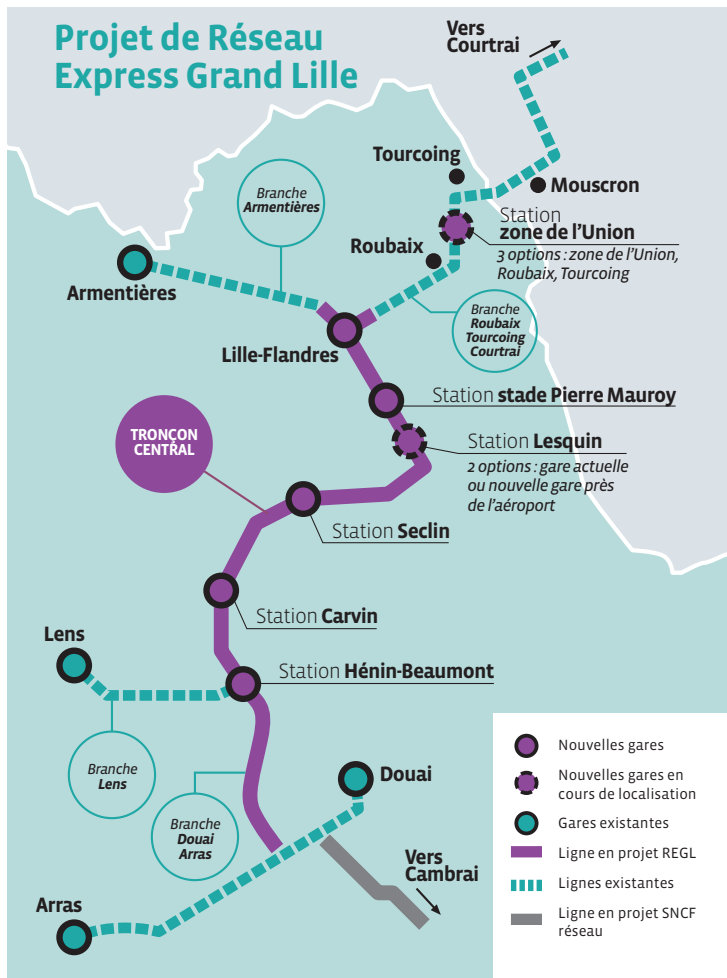 Projet de Réseau
Express Grand Lille
Vers
Courtrai
Tourcoing
Mouscron
Branche
Armentières
Station
zone de l'Union
3 options : zone de l'Union,
Roubaix, Tourcoing
Roubaix
Armentières
Branche
Roubaix
Tourcoing
Courtrai
Lille-Flandres
Station stade Pierre Mauroy
TRONÇON
CENTRAL
Station Lesquin
2 options : gare actuelle
ou nouvelle gare près
de l'aéroport
Station Seclin
Station Carvin
Lens
Station Hénin-Beaumont
Branche
Lens
Douai
Branche
Douai
Arras
Vers
Cambrai
Arras
Nouvelles gares
Nouvelles gares en
cours de localisation
Gares existantes
Ligne en projet REGL
Lignes existantes
Ligne en projet SNCF
réseau